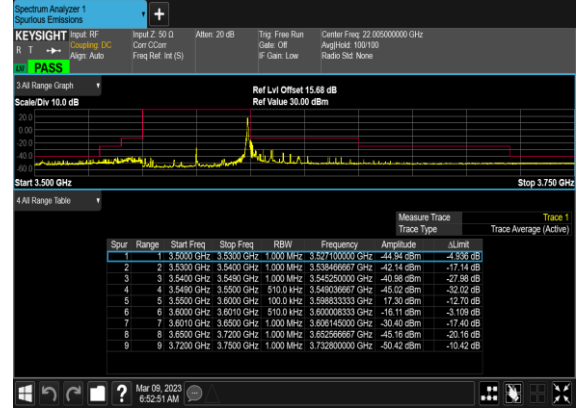 Spectrum Analyzer 1
Spurious Emissions
KEYSIGHT Input: RF Input Z: 50 Ω Atten: 20 dB Trig: Free Run Center Freq: 22.005000000 GHz
R T Coupling: DC Corr CCorr Gate: Off Avg|Hold: 100/100
Align: Auto Freq Ref: Int (S) IF Gain: Low Radio Std: None
LXI PASS
3 All Range Graph Ref Lvl Offset 15.68 dB
Scale/Div 10.0 dB Ref Value 30.00 dBm
20.0
0.00
-20.0
-40.0
-60.0
Start 3.500 GHz Stop 3.750 GHz
4 All Range Table
Measure Trace Trace 1
Trace Type Trace Average (Active)
Spur Range Start Freq Stop Freq RBW Frequency Amplitude ΔLimit
1 1 3.5000 GHz 3.5300 GHz 1.000 MHz 3.527100000 GHz -44.94 dBm -4.936 dB
2 2 3.5300 GHz 3.5400 GHz 1.000 MHz 3.538466667 GHz -42.14 dBm -17.14 dB
3 3 3.5400 GHz 3.5490 GHz 1.000 MHz 3.545250000 GHz -40.98 dBm -27.98 dB
4 4 3.5490 GHz 3.5500 GHz 510.0 kHz 3.549036667 GHz -45.02 dBm -32.02 dB
5 5 3.5500 GHz 3.6000 GHz 100.0 kHz 3.598833333 GHz 17.30 dBm -12.70 dB
6 6 3.6000 GHz 3.6010 GHz 510.0 kHz 3.600008333 GHz -16.11 dBm -3.109 dB
7 7 3.6010 GHz 3.6500 GHz 1.000 MHz 3.606145000 GHz -30.40 dBm -17.40 dB
8 8 3.6500 GHz 3.7200 GHz 1.000 MHz 3.652566667 GHz -45.16 dBm -20.16 dB
9 9 3.7200 GHz 3.7500 GHz 1.000 MHz 3.732800000 GHz -50.42 dBm -10.42 dB
? Mar 09, 2023
6:52:51 AM